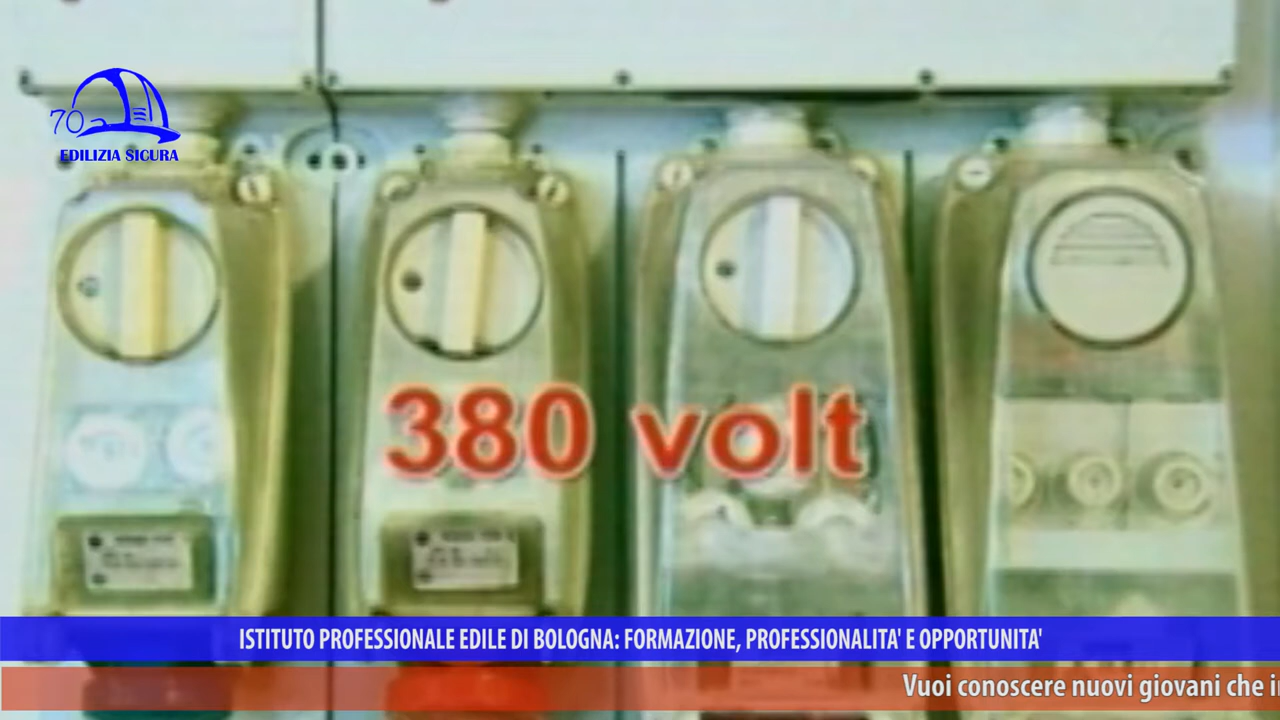 70
EDILIZIA SICURA
380 volt
ISTITUTO PROFESSIONALE EDILE DI BOLOGNA: FORMAZIONE, PROFESSIONALITA' E OPPORTUNITA'
Vuoi conoscere nuovi giovani che